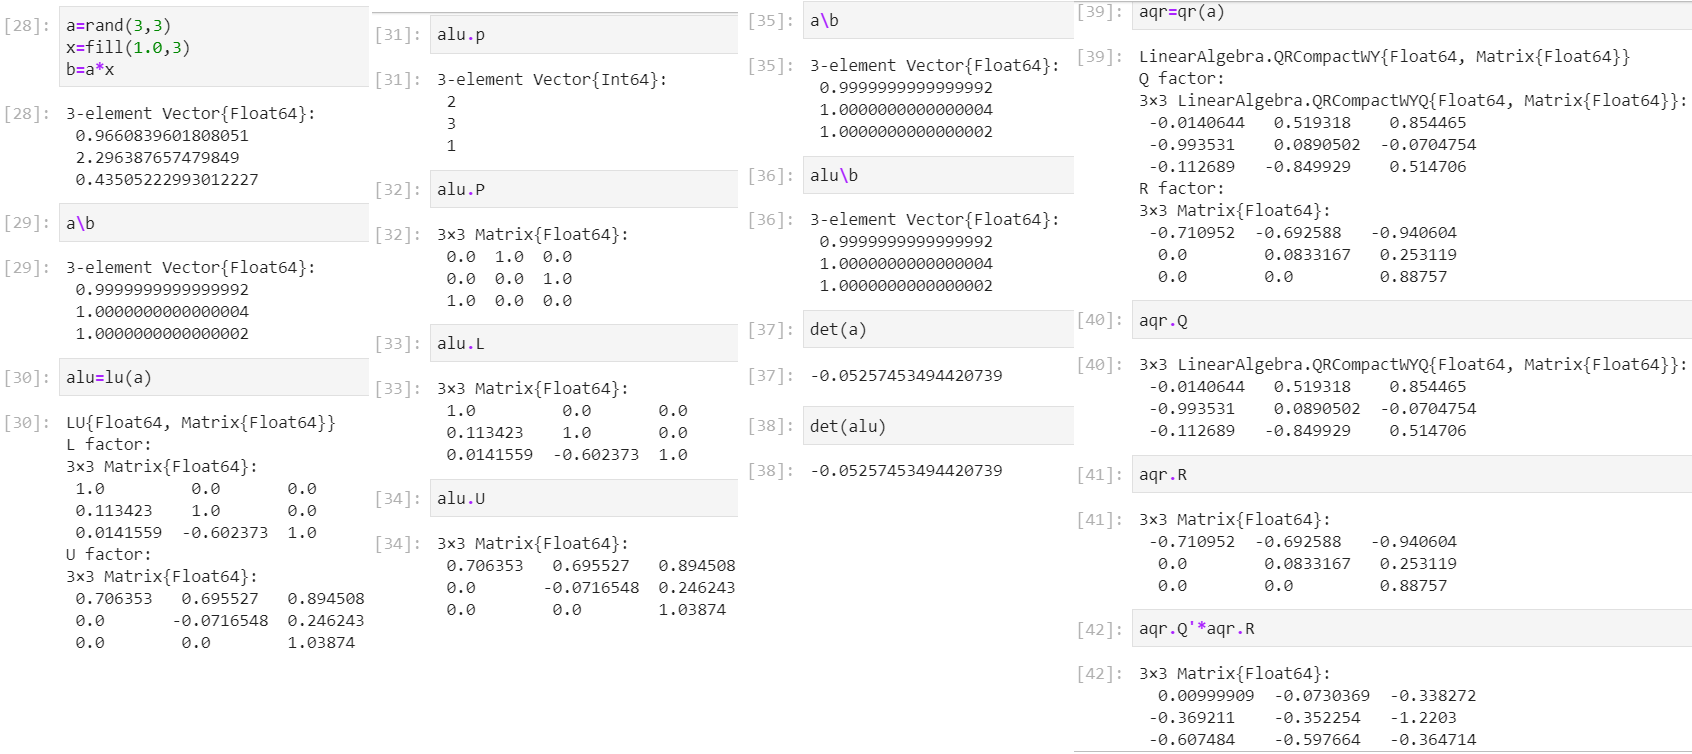 [28]: a=rand(3,3)
x=fill(1.0,3)
b=a*x
[28]: 3-element Vector{Float64}:
0.9660839601808051
2.296387657479849
0.43505222993012227
[29]: a\b
[29]: 3-element Vector{Float64}:
0.9999999999999992
1.0000000000000004
1.0000000000000002
[30]: alu=lu(a)
[30]: LU{Float64, Matrix{Float64}}
L factor:
3×3 Matrix{Float64}:
1.0 0.0 0.0
0.113423 1.0 0.0
0.0141559 -0.602373 1.0
U factor:
3×3 Matrix{Float64}:
0.706353 0.695527 0.894508
0.0 -0.0716548 0.246243
0.0 0.0 1.03874
[31]: alu.p
[31]: 3-element Vector{Int64}:
2
3
1
[32]: alu.P
[32]: 3×3 Matrix{Float64}:
0.0 1.0 0.0
0.0 0.0 1.0
1.0 0.0 0.0
[33]: alu.L
[33]: 3×3 Matrix{Float64}:
1.0 0.0 0.0
0.113423 1.0 0.0
0.0141559 -0.602373 1.0
[34]: alu.U
[34]: 3×3 Matrix{Float64}:
0.706353 0.695527 0.894508
0.0 -0.0716548 0.246243
0.0 0.0 1.03874
[35]: a\b
[35]: 3-element Vector{Float64}:
0.9999999999999992
1.0000000000000004
1.0000000000000002
[36]: alu\b
[36]: 3-element Vector{Float64}:
0.9999999999999992
1.0000000000000004
1.0000000000000002
[37]: det(a)
[37]: -0.05257453494420739
[38]: det(alu)
[38]: -0.05257453494420739
[39]: aqr=qr(a)
[39]: LinearAlgebra.QRCompactWY{Float64, Matrix{Float64}}
Q factor:
3×3 LinearAlgebra.QRCompactWYQ{Float64, Matrix{Float64}}:
-0.0140644 0.519318 0.854465
-0.993531 0.0890502 -0.0704754
-0.112689 -0.849929 0.514706
R factor:
3×3 Matrix{Float64}:
-0.710952 -0.692588 -0.940604
0.0 0.0833167 0.253119
0.0 0.0 0.88757
[40]: aqr.Q
[40]: 3×3 LinearAlgebra.QRCompactWYQ{Float64, Matrix{Float64}}:
-0.0140644 0.519318 0.854465
-0.993531 0.0890502 -0.0704754
-0.112689 -0.849929 0.514706
[41]: aqr.R
[41]: 3×3 Matrix{Float64}:
-0.710952 -0.692588 -0.940604
0.0 0.0833167 0.253119
0.0 0.0 0.88757
[42]: aqr.Q'*aqr.R
[42]: 3×3 Matrix{Float64}:
0.00999909 -0.0730369 -0.338272
-0.369211 -0.352254 -1.2203
-0.607484 -0.597664 -0.364714